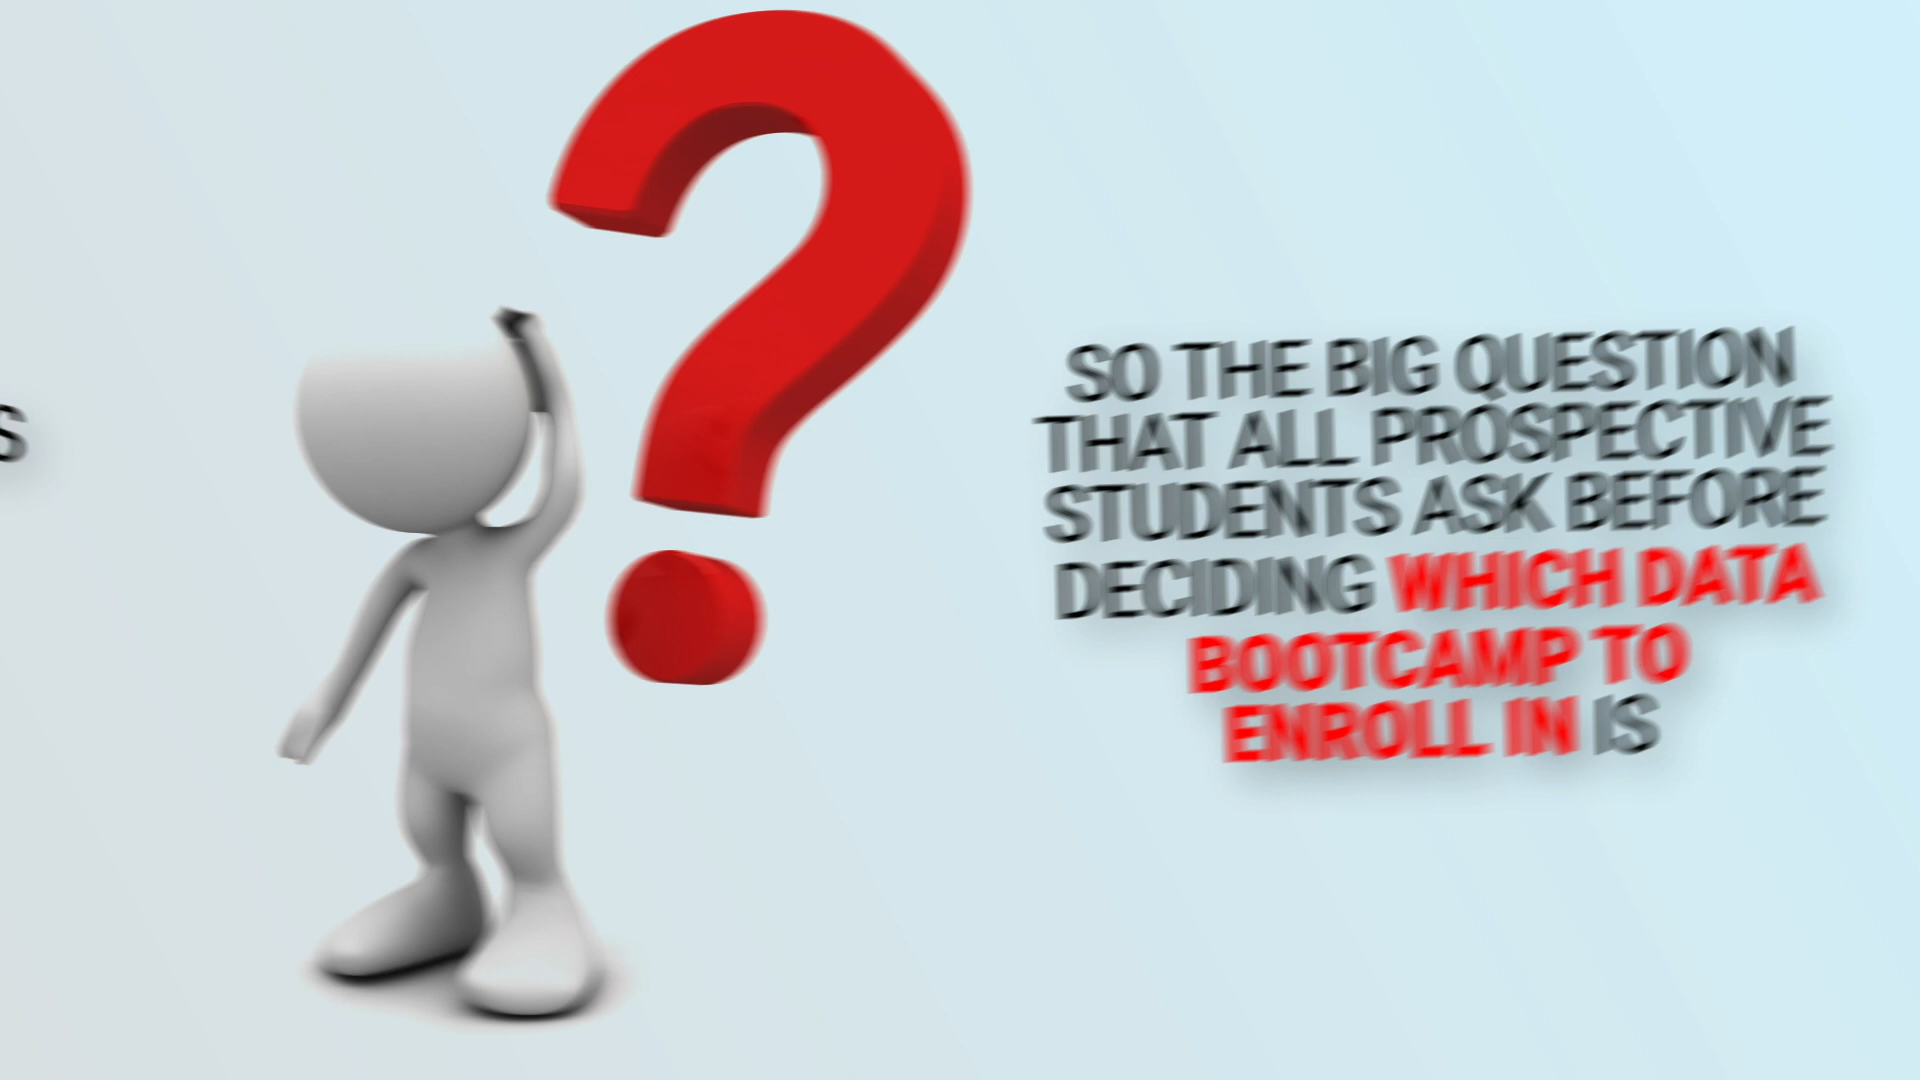 S
SO THE BIG QUESTION
THAT ALL PROSPECTIVE
STUDENTS ASK BEFORE
DECIDING WHICH DATA
BOOTCAMP TO
ENROLL IN IS